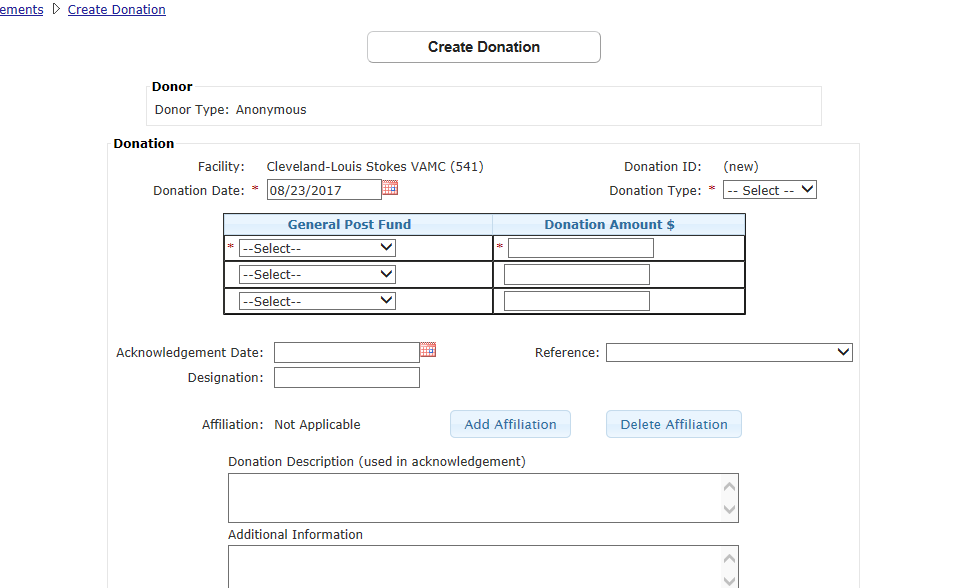 ements Create Donation
Create Donation
Donor
Donor Type: Anonymous
Donation
Facility: Cleveland-Louis Stokes VAMC (541) Donation ID: (new)
Donation Date: * 08/23/2017 Donation Type: * -- Select --
General Post Fund Donation Amount $
* --Select-- *
--Select--
--Select--
Acknowledgement Date: Reference:
Designation:
Affiliation: Not Applicable Add Affiliation Delete Affiliation
Donation Description (used in acknowledgement)
Additional Information